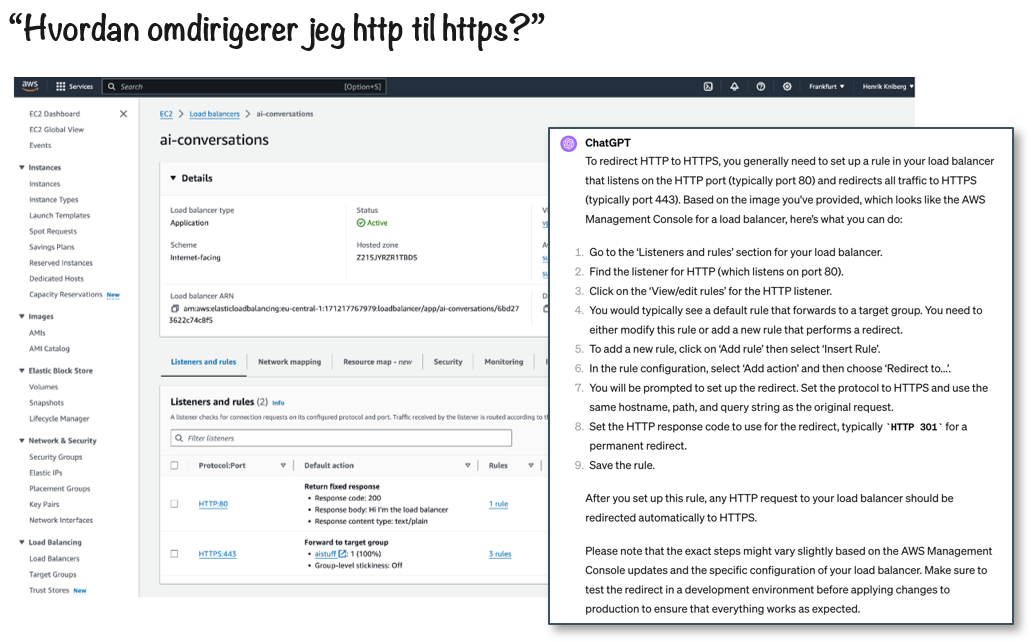 “Hvordan omdirigerer jeg http til https?”
aws
Services
Search
[Option+S]
Frankfurt
Henrik Kniberg
EC2 Dashboard
EC2 Global View
Events
Instances
Instances
Instance Types
Launch Templates
Spot Requests
Savings Plans
Reserved Instances
Dedicated Hosts
Capacity Reservations New
Images
AMIs
AMI Catalog
Elastic Block Store
Volumes
Snapshots
Lifecycle Manager
Network & Security
Security Groups
Elastic IPs
Placement Groups
Key Pairs
Network Interfaces
Load Balancing
Load Balancers
Target Groups
Trust Stores New
EC2 > Load balancers > ai-conversations
ai-conversations
Details
Load balancer type
Application
Status
Active
Scheme
Internet-facing
Hosted zone
Z215JYRZR1TBD5
Load balancer ARN
arn:aws:elasticloadbalancing:eu-central-1:171217767979:loadbalancer/app/ai-conversations/6bd27
3622c74c8f5
Listeners and rules
Network mapping
Resource map – new
Security
Monitoring
Listeners and rules (2) Info
A listener checks for connection requests on its configured protocol and port. Traffic received by the listener is routed according to th
Filter listeners
Protocol:Port
Default action
Rules
HTTP:80
Return fixed response
• Response code: 200
• Response body: Hi I'm the load balancer
• Response content type: text/plain
1 rule
HTTPS:443
Forward to target group
• aistuff: 1 (100%)
• Group-level stickiness: Off
3 rules
ChatGPT
To redirect HTTP to HTTPS, you generally need to set up a rule in your load balancer
that listens on the HTTP port (typically port 80) and redirects all traffic to HTTPS
(typically port 443). Based on the image you've provided, which looks like the AWS
Management Console for a load balancer, here's what you can do:
1. Go to the ‘Listeners and rules’ section for your load balancer.
2. Find the listener for HTTP (which listens on port 80).
3. Click on the ‘View/edit rules’ for the HTTP listener.
4. You would typically see a default rule that forwards to a target group. You need to
either modify this rule or add a new rule that performs a redirect.
5. To add a new rule, click on ‘Add rule’ then select ‘Insert Rule’.
6. In the rule configuration, select ‘Add action’ and then choose ‘Redirect to...’.
7. You will be prompted to set up the redirect. Set the protocol to HTTPS and use the
same hostname, path, and query string as the original request.
8. Set the HTTP response code to use for the redirect, typically `HTTP 301` for a
permanent redirect.
9. Save the rule.
After you set up this rule, any HTTP request to your load balancer should be
redirected automatically to HTTPS.
Please note that the exact steps might vary slightly based on the AWS Management
Console updates and the specific configuration of your load balancer. Make sure to
test the redirect in a development environment before applying changes to
production to ensure that everything works as expected.